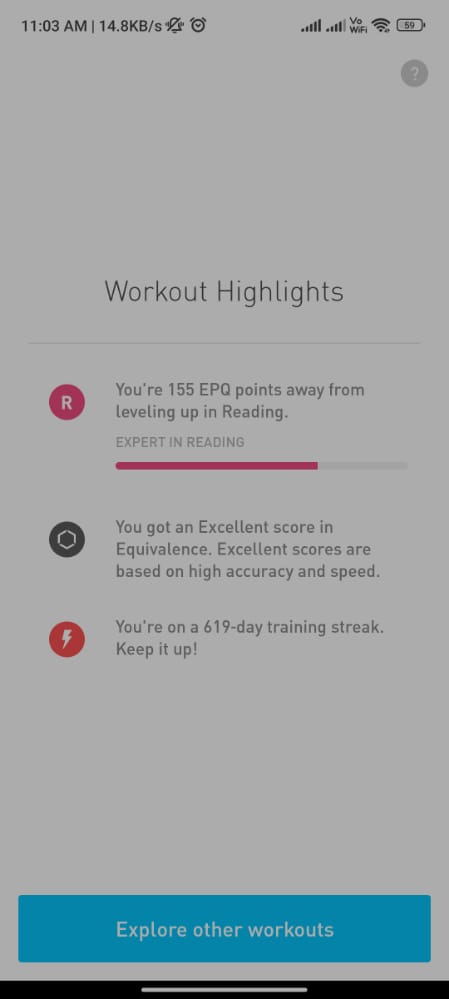 11:03 AM | 14.8KB/s
Vo
WiFi
59
?
Workout Highlights
R
You're 155 EPQ points away from
leveling up in Reading.
EXPERT IN READING
You got an Excellent score in
Equivalence. Excellent scores are
based on high accuracy and speed.
You're on a 619-day training streak.
Keep it up!
Explore other workouts